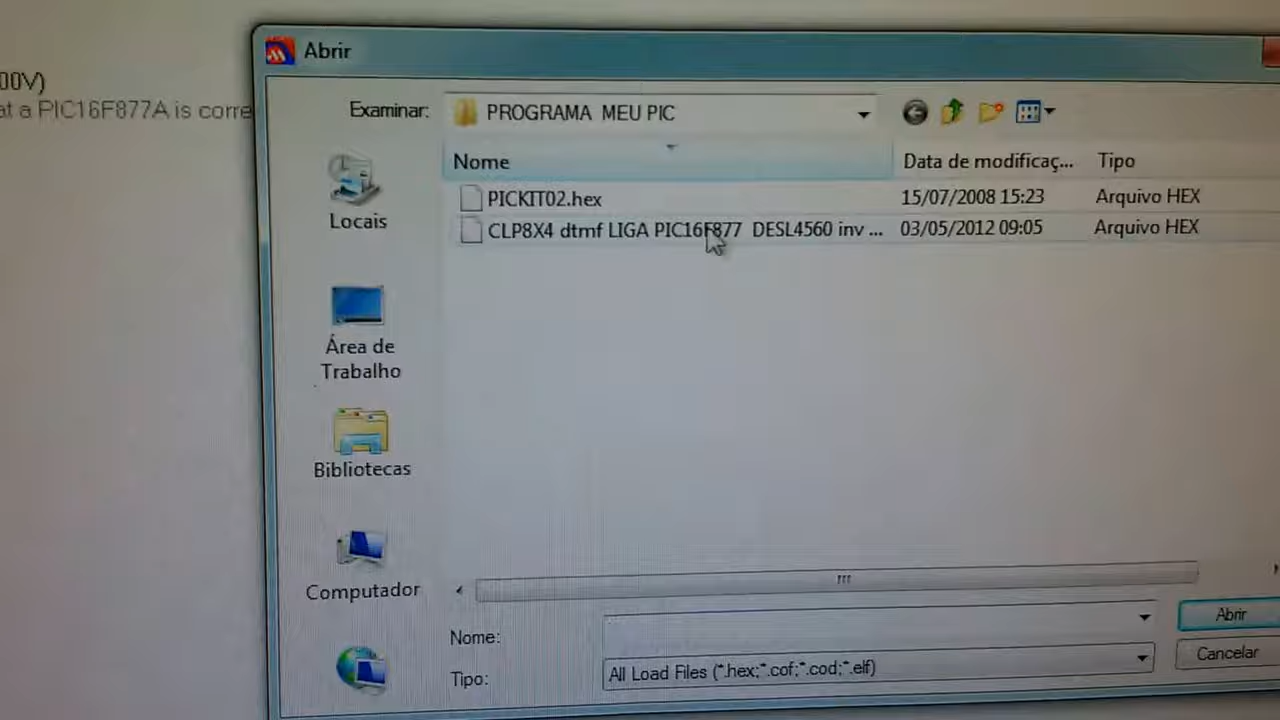 00V)
at a PIC16F877A is corre
Abrir
Examinar: PROGRAMA MEU PIC
Nome Data de modificaç... Tipo
PICKIT02.hex 15/07/2008 15:23 Arquivo HEX
CLP8X4 dtmf LIGA PIC16F877 DESL4560 inv ... 03/05/2012 09:05 Arquivo HEX
Locais
Área de
Trabalho
Bibliotecas
Computador
Nome: Abrir
Tipo: All Load Files (*.hex;*.cof;*.cod;*.elf) Cancelar